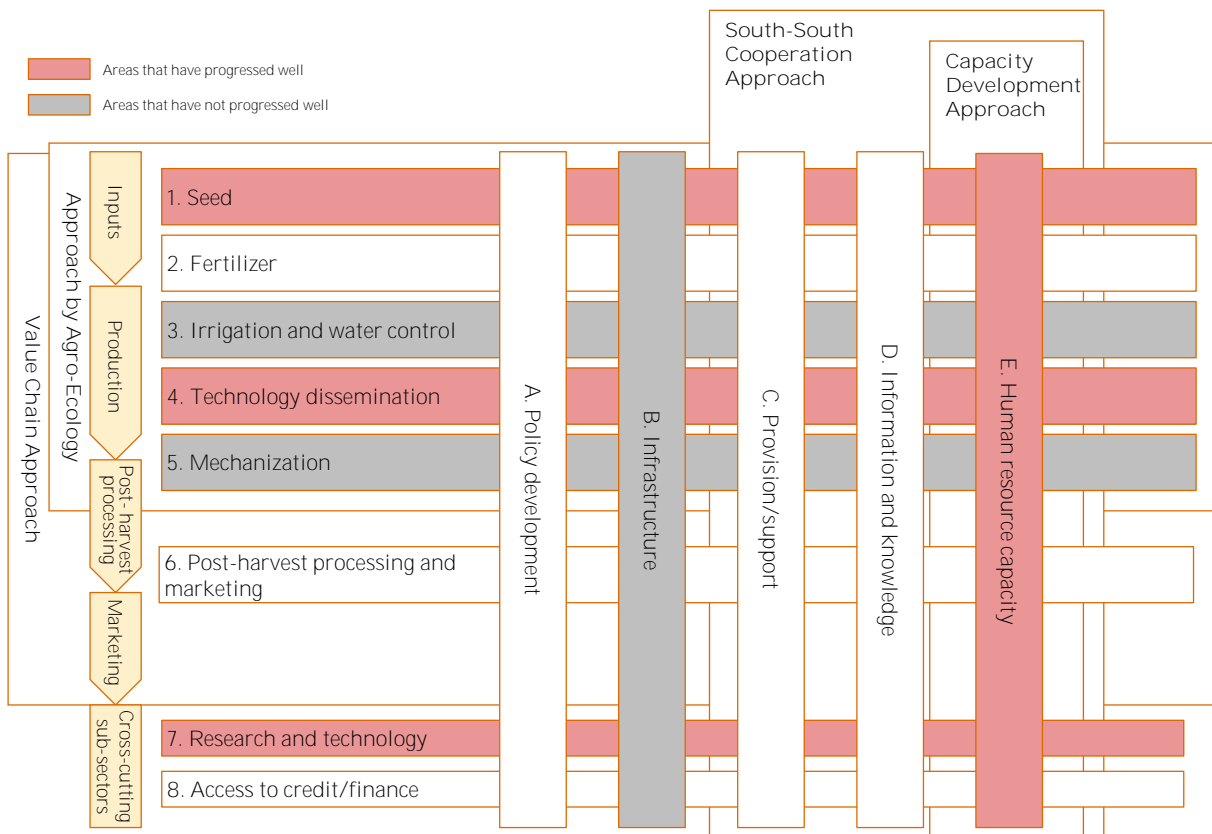 South-South
Cooperation
Approach
Capacity
Development
Approach
Areas that have progressed well
Areas that have not progressed well
Value Chain Approach
Approach by Agro-Ecology
Inputs
Production
Post- harvest
processing
Marketing
Cross-cutting
sub-sectors
1. Seed
2. Fertilizer
3. Irrigation and water control
4. Technology dissemination
5. Mechanization
6. Post-harvest processing and
marketing
7. Research and technology
8. Access to credit/finance
A. Policy development
B. Infrastructure
C. Provision/support
D. Information and knowledge
E. Human resource capacity